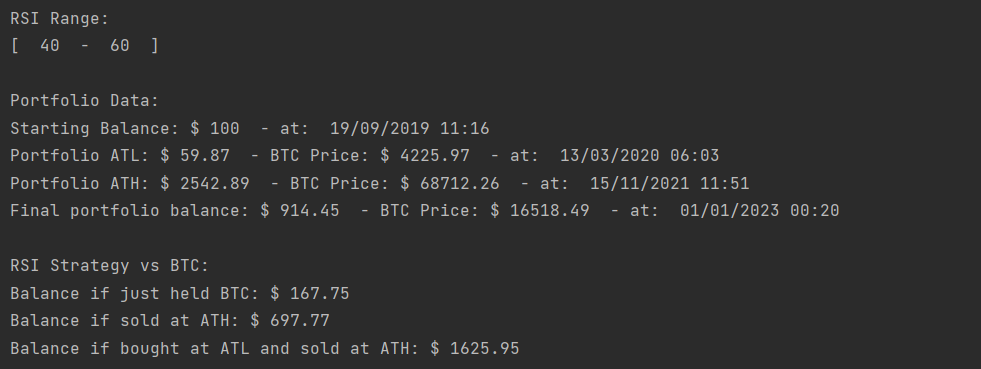 RSI Range:
[  40  -  60  ]
Portfolio Data:
Starting Balance: $ 100  - at:  19/09/2019 11:16
Portfolio ATL: $ 59.87  - BTC Price: $ 4225.97  - at:  13/03/2020 06:03
Portfolio ATH: $ 2542.89  - BTC Price: $ 68712.26  - at:  15/11/2021 11:51
Final portfolio balance: $ 914.45  - BTC Price: $ 16518.49  - at:  01/01/2023 00:20
RSI Strategy vs BTC:
Balance if just held BTC: $ 167.75
Balance if sold at ATH: $ 697.77
Balance if bought at ATL and sold at ATH: $ 1625.95